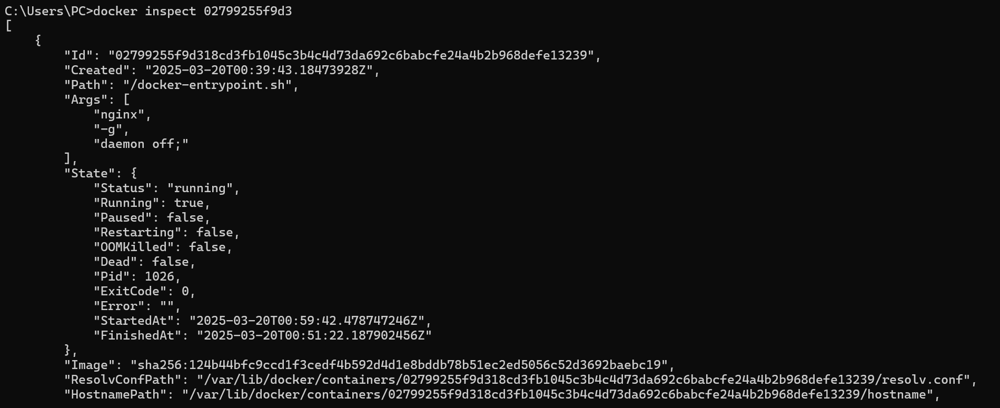 C:\Users\PC>docker inspect 02799255f9d3
[
    {
        "Id": "02799255f9d318cd3fb1045c3b4c4d73da692c6babcfe24a4b2b968defe13239",
        "Created": "2025-03-20T00:39:43.18473928Z",
        "Path": "/docker-entrypoint.sh",
        "Args": [
            "nginx",
            "-g",
            "daemon off;"
        ],
        "State": {
            "Status": "running",
            "Running": true,
            "Paused": false,
            "Restarting": false,
            "OOMKilled": false,
            "Dead": false,
            "Pid": 1026,
            "ExitCode": 0,
            "Error": "",
            "StartedAt": "2025-03-20T00:59:42.478747246Z",
            "FinishedAt": "2025-03-20T00:51:22.187902456Z"
        },
        "Image": "sha256:124b44bfc9ccd1f3cedf4b592d4d1e8bddb78b51ec2ed5056c52d3692baebc19",
        "ResolvConfPath": "/var/lib/docker/containers/02799255f9d318cd3fb1045c3b4c4d73da692c6babcfe24a4b2b968defe13239/resolv.conf",
        "HostnamePath": "/var/lib/docker/containers/02799255f9d318cd3fb1045c3b4c4d73da692c6babcfe24a4b2b968defe13239/hostname",